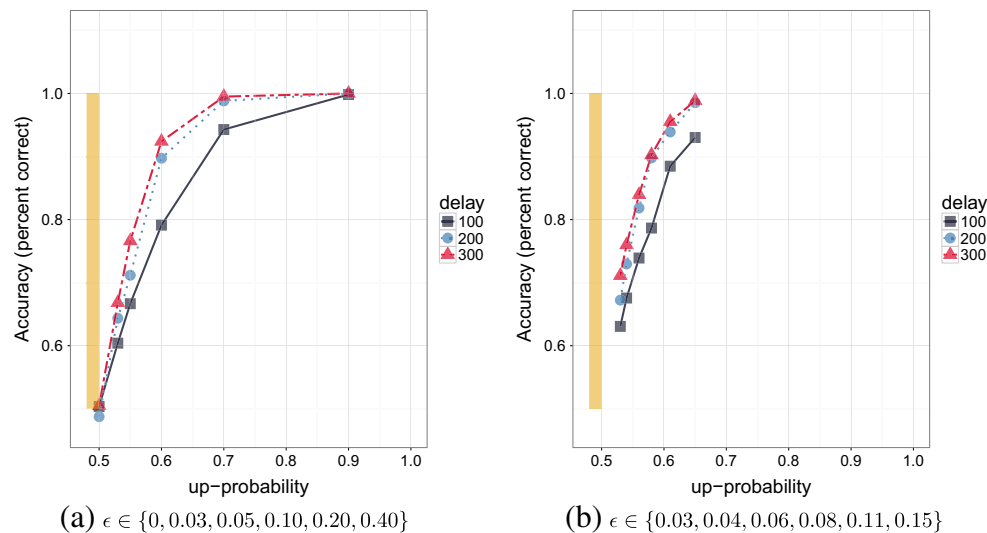 Accuracy (percent correct)
1.0
0.8
0.6
0.5 0.6 0.7 0.8 0.9 1.0
up−probability
delay
100
200
300
(a) ϵ ∈ {0, 0.03, 0.05, 0.10, 0.20, 0.40}
Accuracy (percent correct)
1.0
0.8
0.6
0.5 0.6 0.7 0.8 0.9 1.0
up−probability
delay
100
200
300
(b) ϵ ∈ {0.03, 0.04, 0.06, 0.08, 0.11, 0.15}